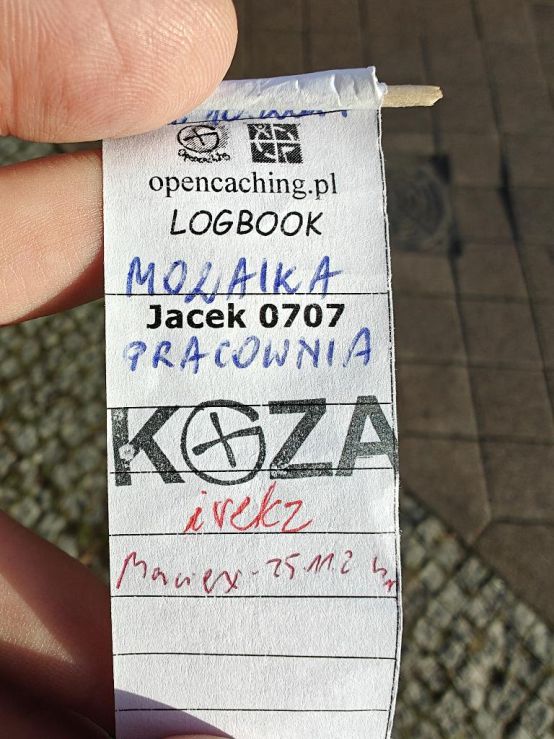 opencaching.pl
LOGBOOK
MOZAIKA
Jacek 0707
PRACOWNIA
KOZA
irekz